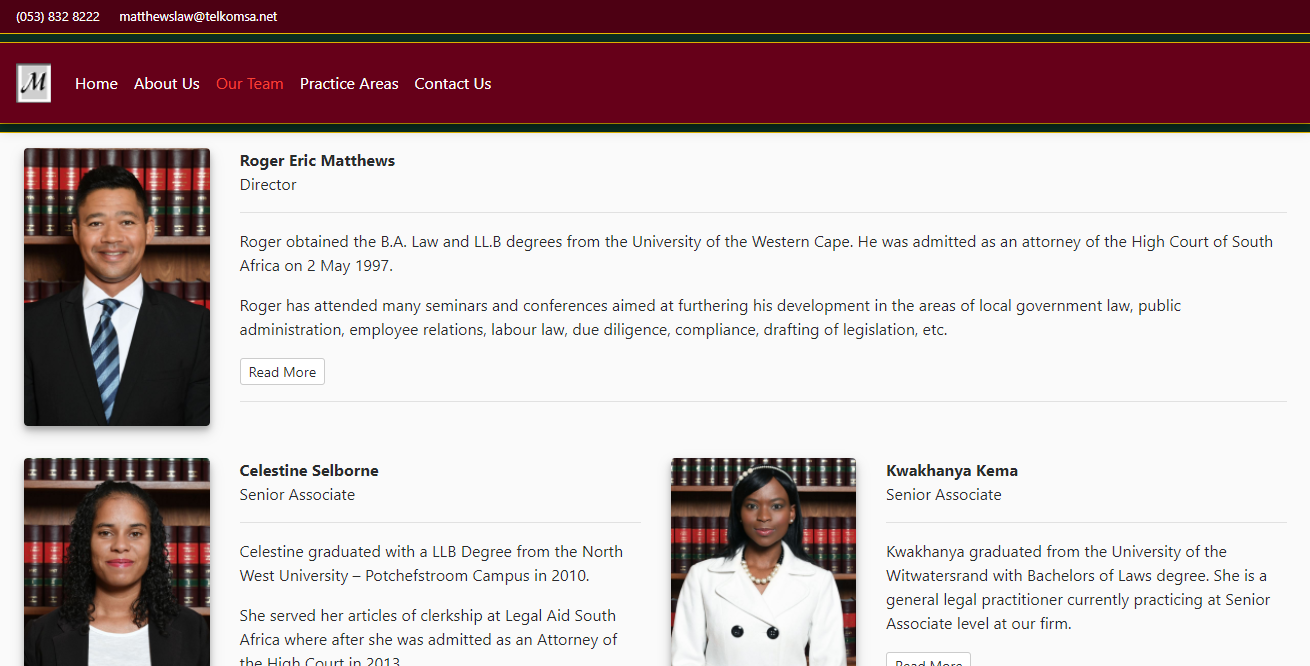 (053) 832 8222 matthewslaw@telkomsa.net
M Home About Us Our Team Practice Areas Contact Us
Roger Eric Matthews
Director
Roger obtained the B.A. Law and LL.B degrees from the University of the Western Cape. He was admitted as an attorney of the High Court of South
Africa on 2 May 1997.
Roger has attended many seminars and conferences aimed at furthering his development in the areas of local government law, public
administration, employee relations, labour law, due diligence, compliance, drafting of legislation, etc.
Read More
Celestine Selborne
Senior Associate
Celestine graduated with a LLB Degree from the North
West University – Potchefstroom Campus in 2010.
She served her articles of clerkship at Legal Aid South
Africa where after she was admitted as an Attorney of
the High Court in 2013.
Kwakhanya Kema
Senior Associate
Kwakhanya graduated from the University of the
Witwatersrand with Bachelors of Laws degree. She is a
general legal practitioner currently practicing at Senior
Associate level at our firm.
Read More